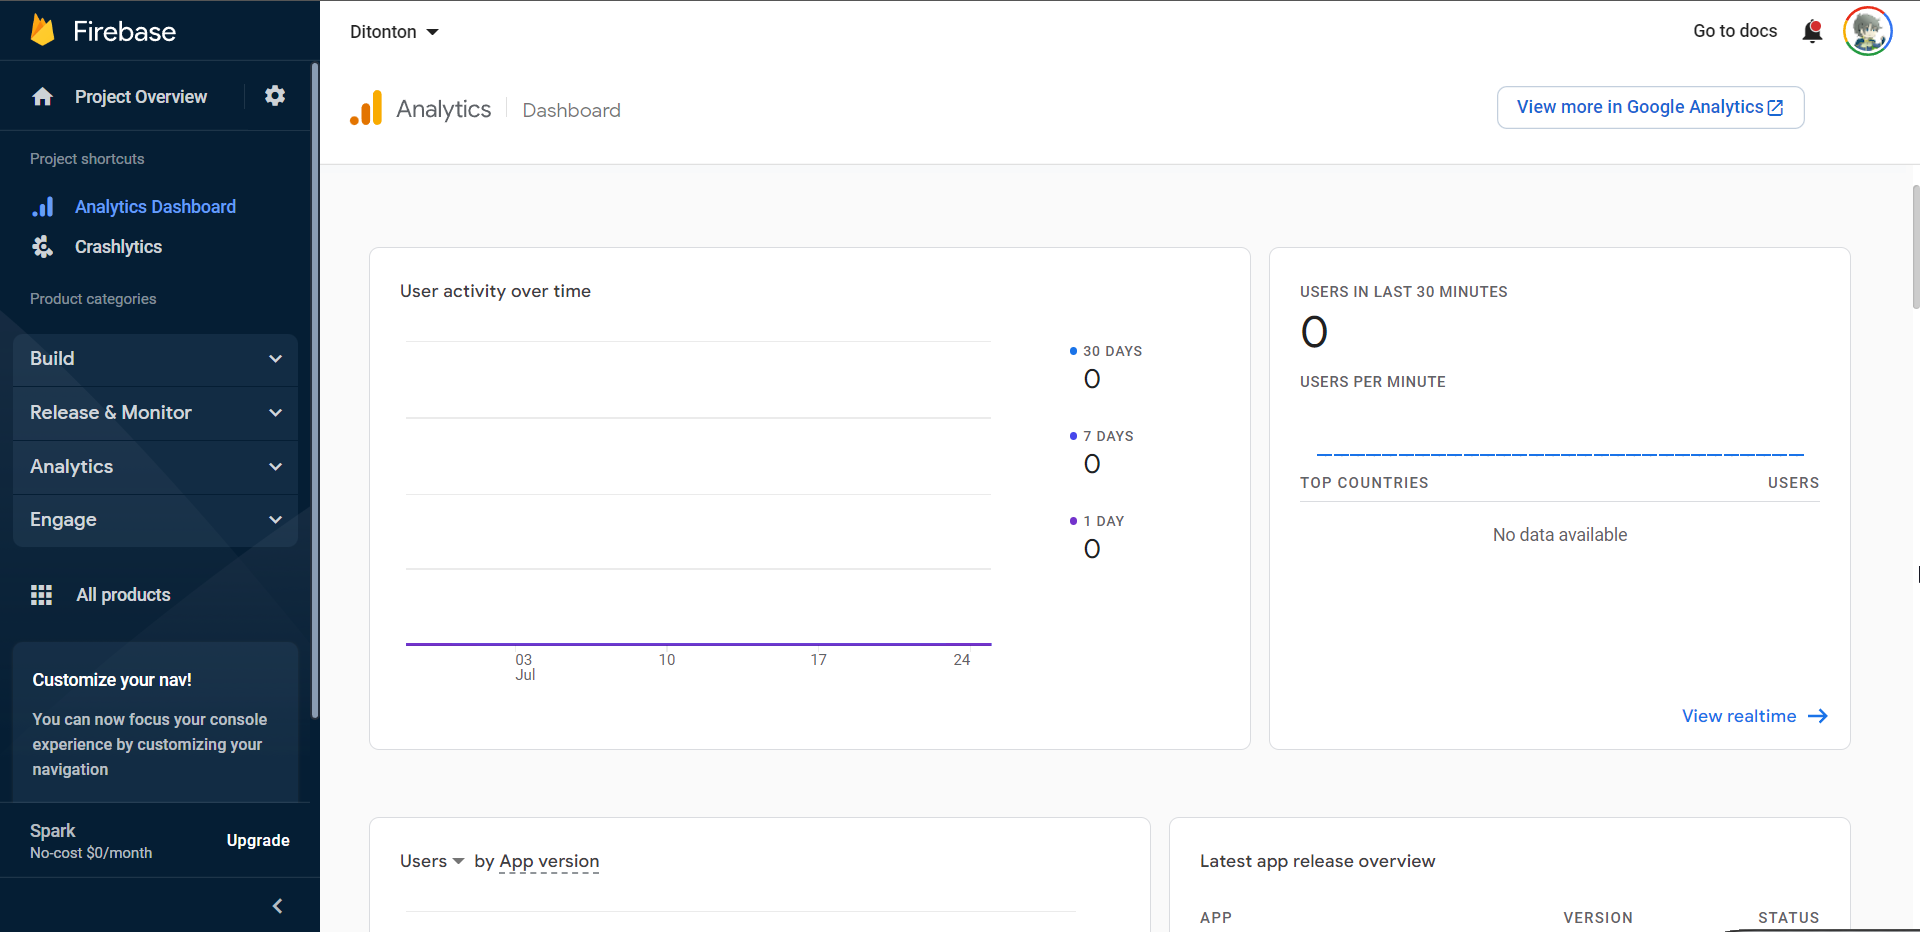 Firebase
Project Overview
Project shortcuts
Analytics Dashboard
Crashlytics
Product categories
Build
Release & Monitor
Analytics
Engage
All products
Customize your nav!
You can now focus your console
experience by customizing your
navigation
Spark
No-cost $0/month
Upgrade
Ditonton
Go to docs
Analytics
Dashboard
View more in Google Analytics
User activity over time
30 DAYS
0
7 DAYS
0
1 DAY
0
03
Jul
10
17
24
USERS IN LAST 30 MINUTES
0
USERS PER MINUTE
TOP COUNTRIES
USERS
No data available
View realtime
Users by App version
Latest app release overview
APP
VERSION
STATUS